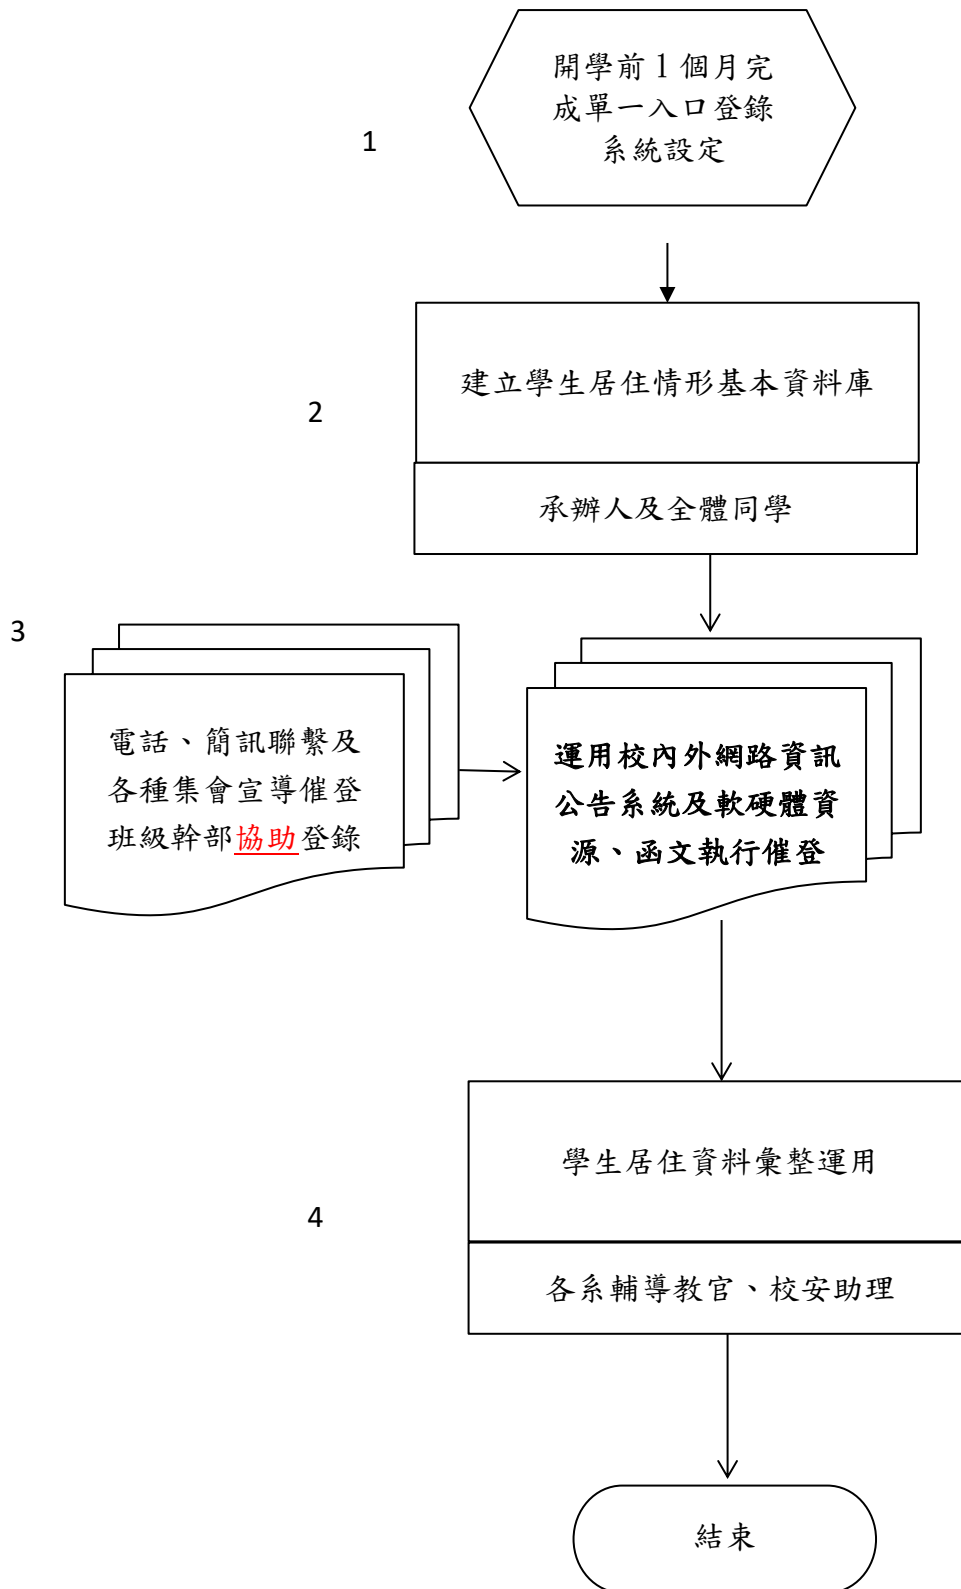 開學前 1 個月完
成單一入口登錄
系統設定
1
建立學生居住情形基本資料庫
2
承辦人及全體同學
3
電話、簡訊聯繫及
各種集會宣導催登
班級幹部協助登錄
運用校內外網路資訊
公告系統及軟硬體資
源、函文執行催登
學生居住資料彙整運用
4
各系輔導教官、校安助理
結束